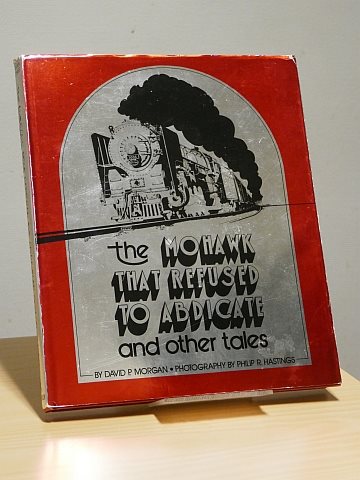 the MOHAWK
THAT REFUSED
TO ABDICATE
and other tales
BY DAVID P. MORGAN • PHOTOGRAPHY BY PHILIP R. HASTINGS